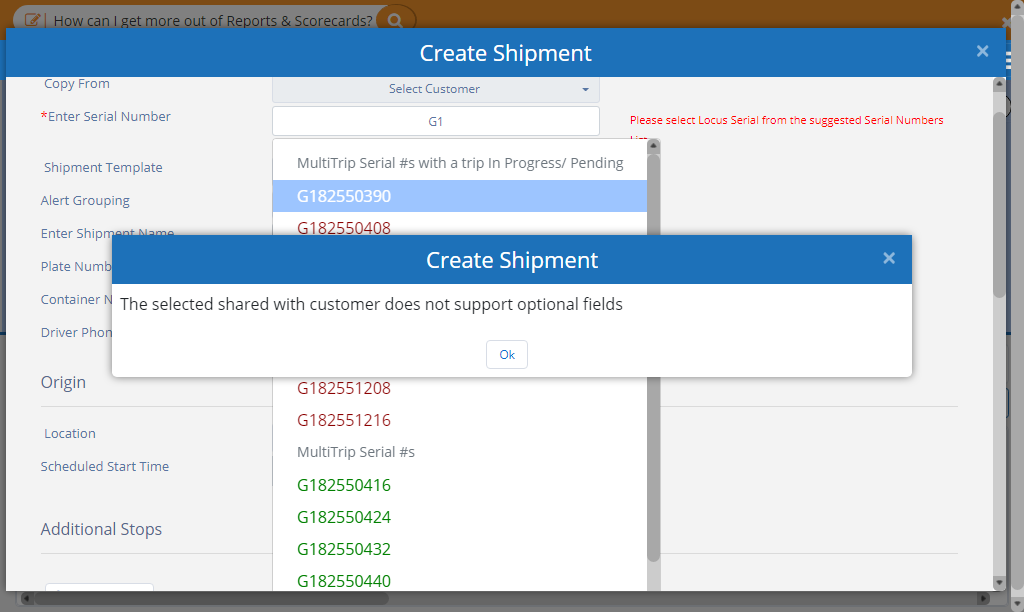 How can I get more out of Reports & Scorecards?
Create Shipment
Copy From
Select Customer
*Enter Serial Number
G1
Please select Locus Serial from the suggested Serial Numbers
MultiTrip Serial #s with a trip In Progress/ Pending
Shipment Template
G182550390
Alert Grouping
G182550408
Enter Shipment Name
Create Shipment
Plate Numb
The selected shared with customer does not support optional fields
Container N
Driver Phon
Ok
Origin
G182551208
G182551216
Location
MultiTrip Serial #s
Scheduled Start Time
G182550416
G182550424
Additional Stops
G182550432
G182550440